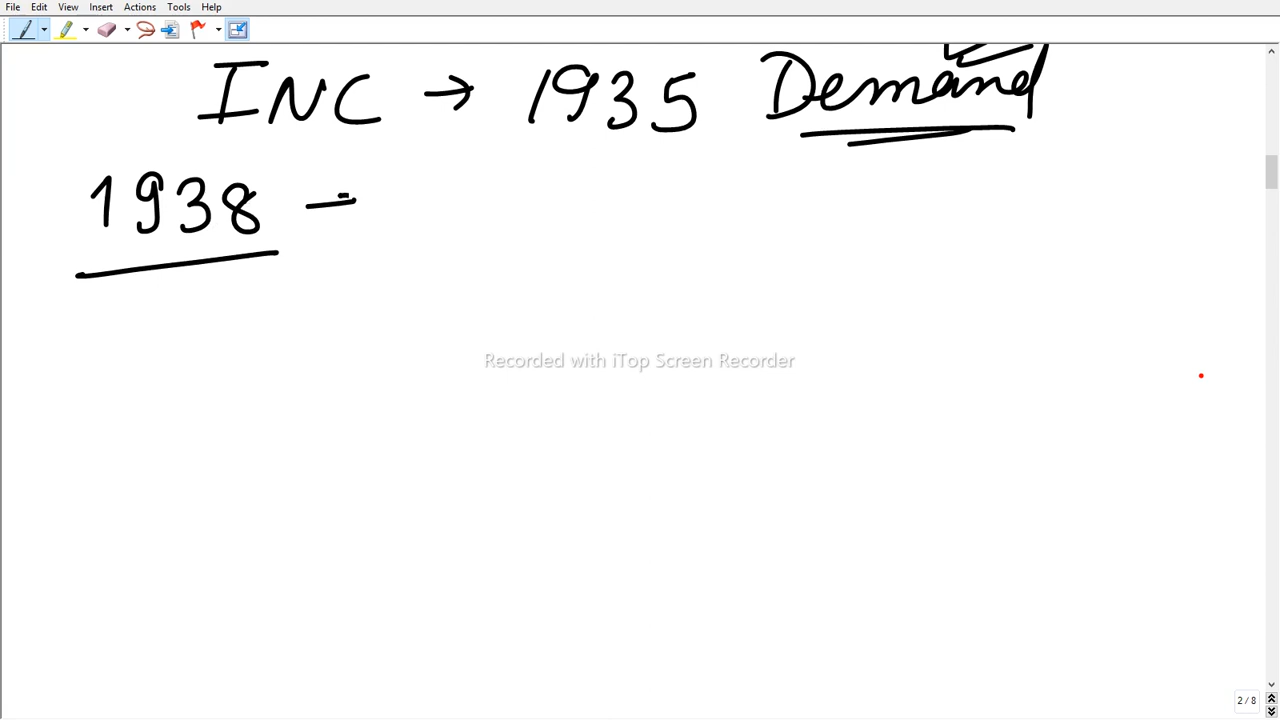 File Edit View Insert Actions Tools Help
INC → 1935 Demand
1938 -
Recorded with iTop Screen Recorder
2 / 8